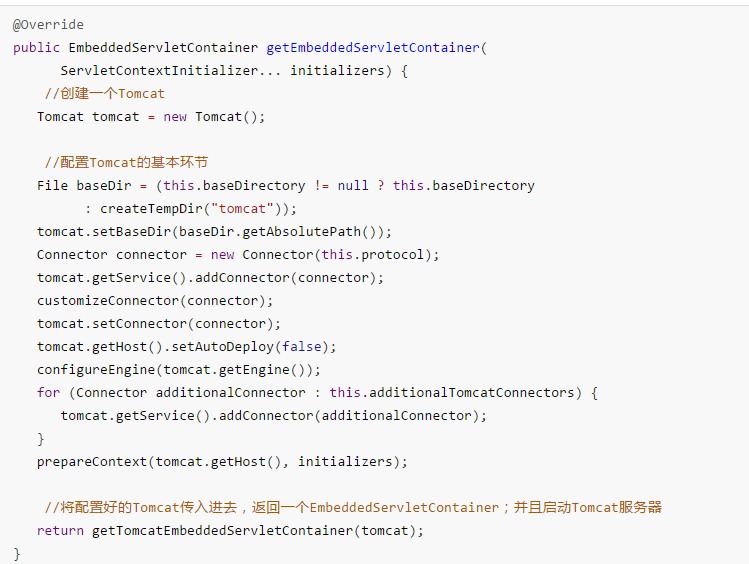 @Override
public EmbeddedServletContainer getEmbeddedServletContainer(
      ServletContextInitializer... initializers) {
    //创建一个Tomcat
   Tomcat tomcat = new Tomcat();

    //配置Tomcat的基本环节
   File baseDir = (this.baseDirectory != null ? this.baseDirectory
         : createTempDir("tomcat"));
   tomcat.setBaseDir(baseDir.getAbsolutePath());
   Connector connector = new Connector(this.protocol);
   tomcat.getService().addConnector(connector);
   customizeConnector(connector);
   tomcat.setConnector(connector);
   tomcat.getHost().setAutoDeploy(false);
   configureEngine(tomcat.getEngine());
   for (Connector additionalConnector : this.additionalTomcatConnectors) {
      tomcat.getService().addConnector(additionalConnector);
   }
   prepareContext(tomcat.getHost(), initializers);

    //将配置好的Tomcat传入进去，返回一个EmbeddedServletContainer；并且启动Tomcat服务器
   return getTomcatEmbeddedServletContainer(tomcat);
}